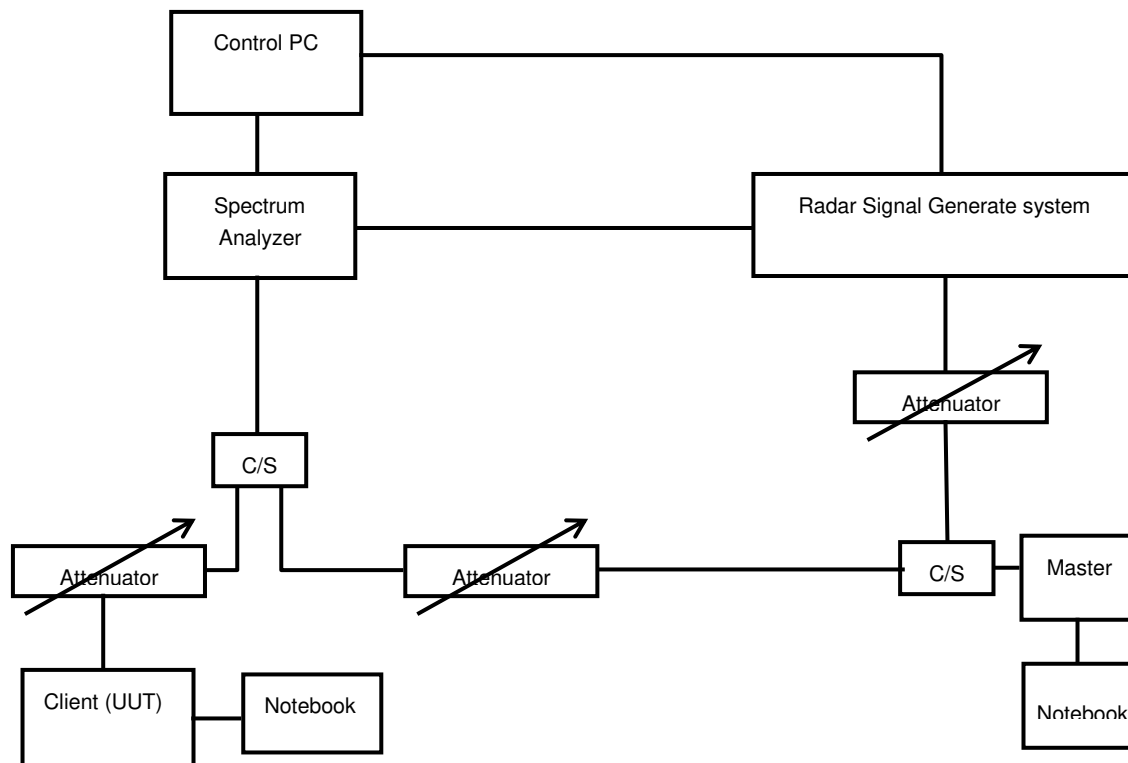 Control PC
Spectrum
Analyzer
Radar Signal Generate system
Attenuator
C/S
Attenuator
Attenuator
C/S
Master
Client (UUT)
Notebook
Notebook